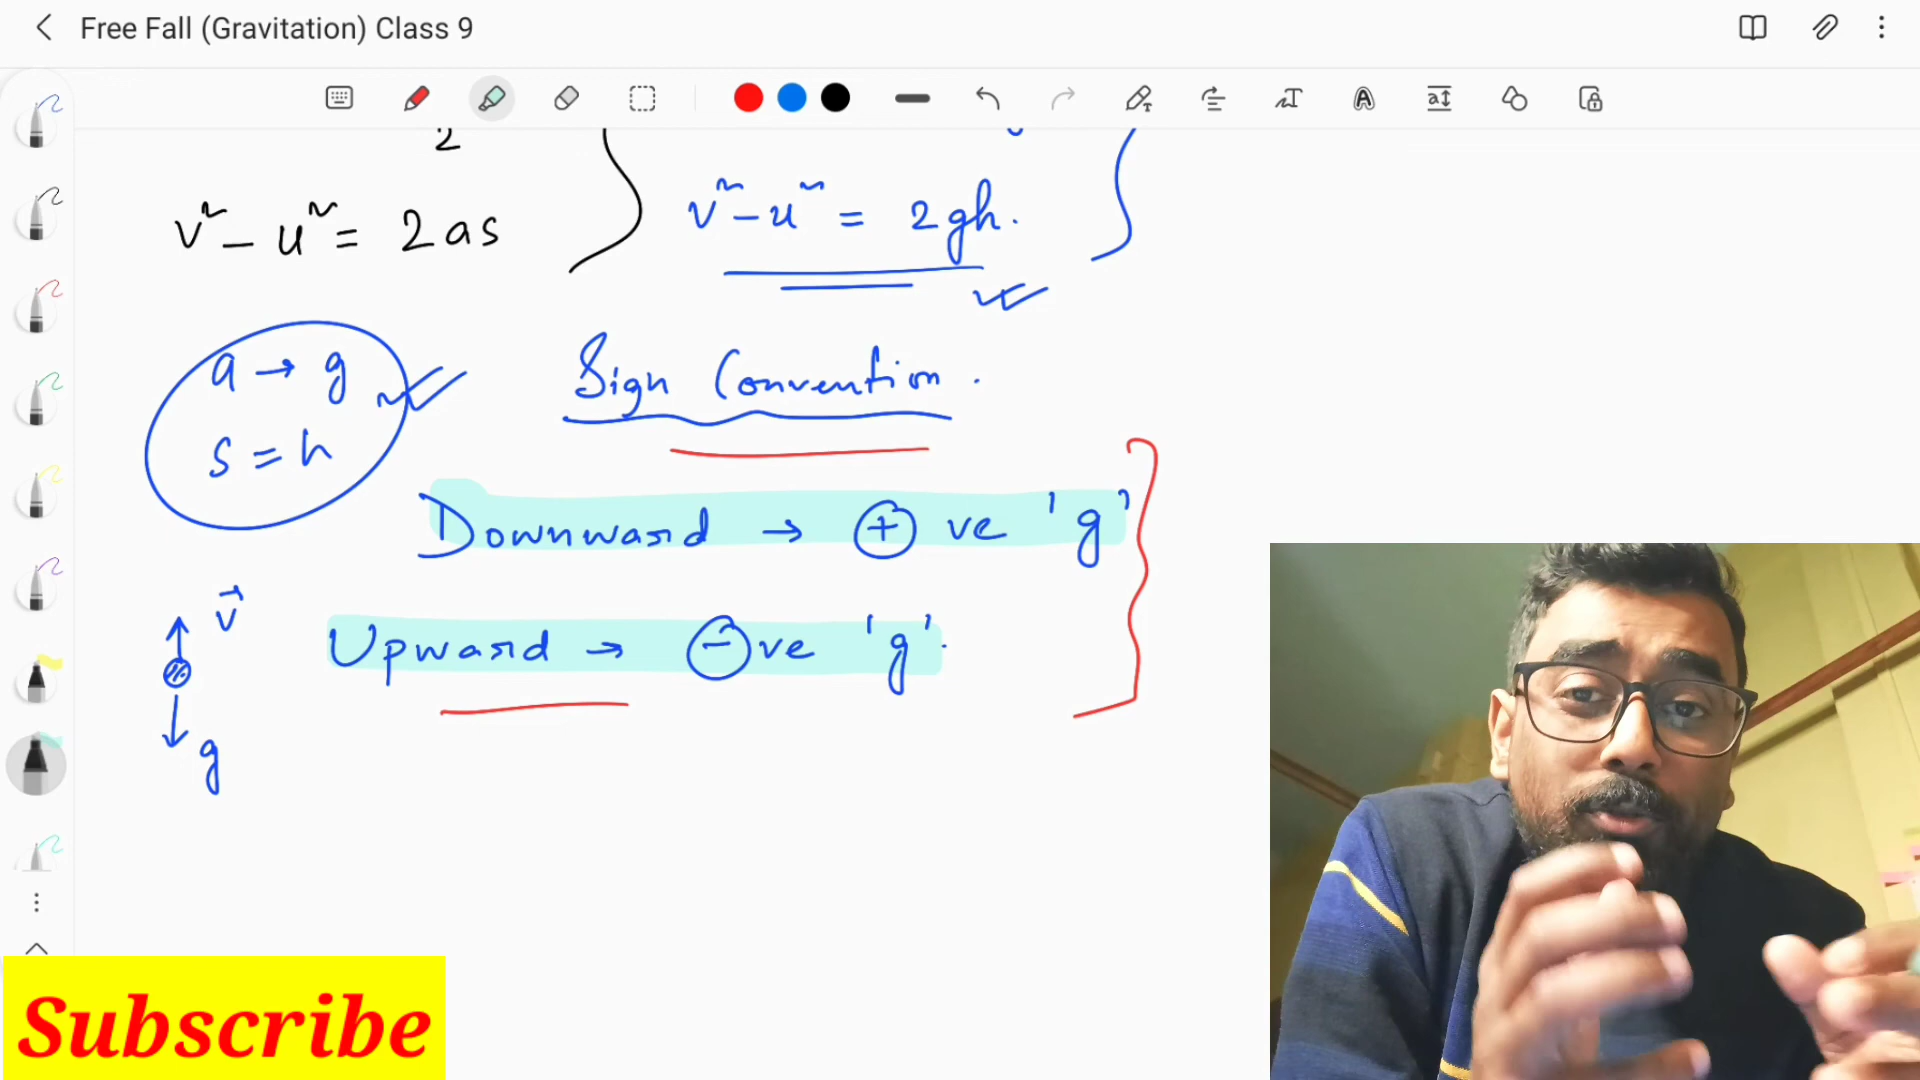 Free Fall (Gravitation) Class 9
2
v² - u² = 2as
v² - u² = 2gh.
a → g
s = h
Sign Convention.
Downward → + ve 'g'
Upward → - ve 'g'.
v⃗
g
Subscribe